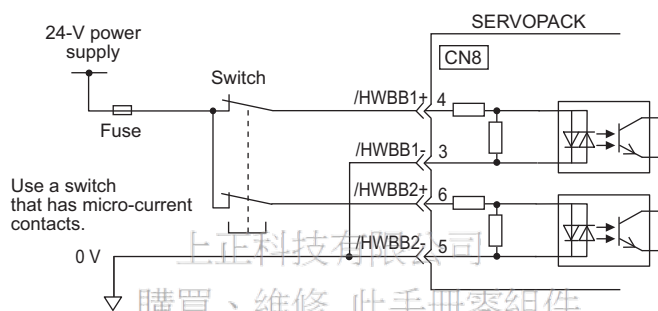 SERVOPACK
24-V power
supply
CN8
Switch
/HWBB1+ 4
Fuse
/HWBB1- 3
/HWBB2+ 6
Use a switch
that has micro-current
contacts.
/HWBB2- 5
0 V
上正科技有限公司
購買、維修 此手冊零組件